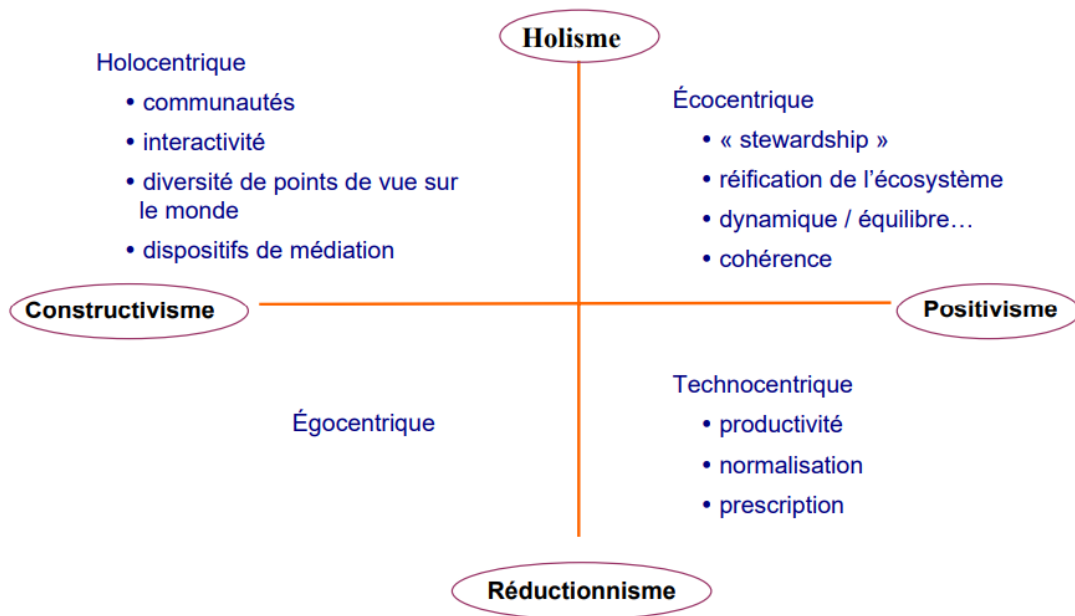 Holisme
Holocentrique
• communautés
• interactivité
• diversité de points de vue sur
le monde
• dispositifs de médiation
Écocentrique
• « stewardship »
• réification de l'écosystème
• dynamique / équilibre…
• cohérence
Constructivisme
Positivisme
Égocentrique
Technocentrique
• productivité
• normalisation
• prescription
Réductionnisme